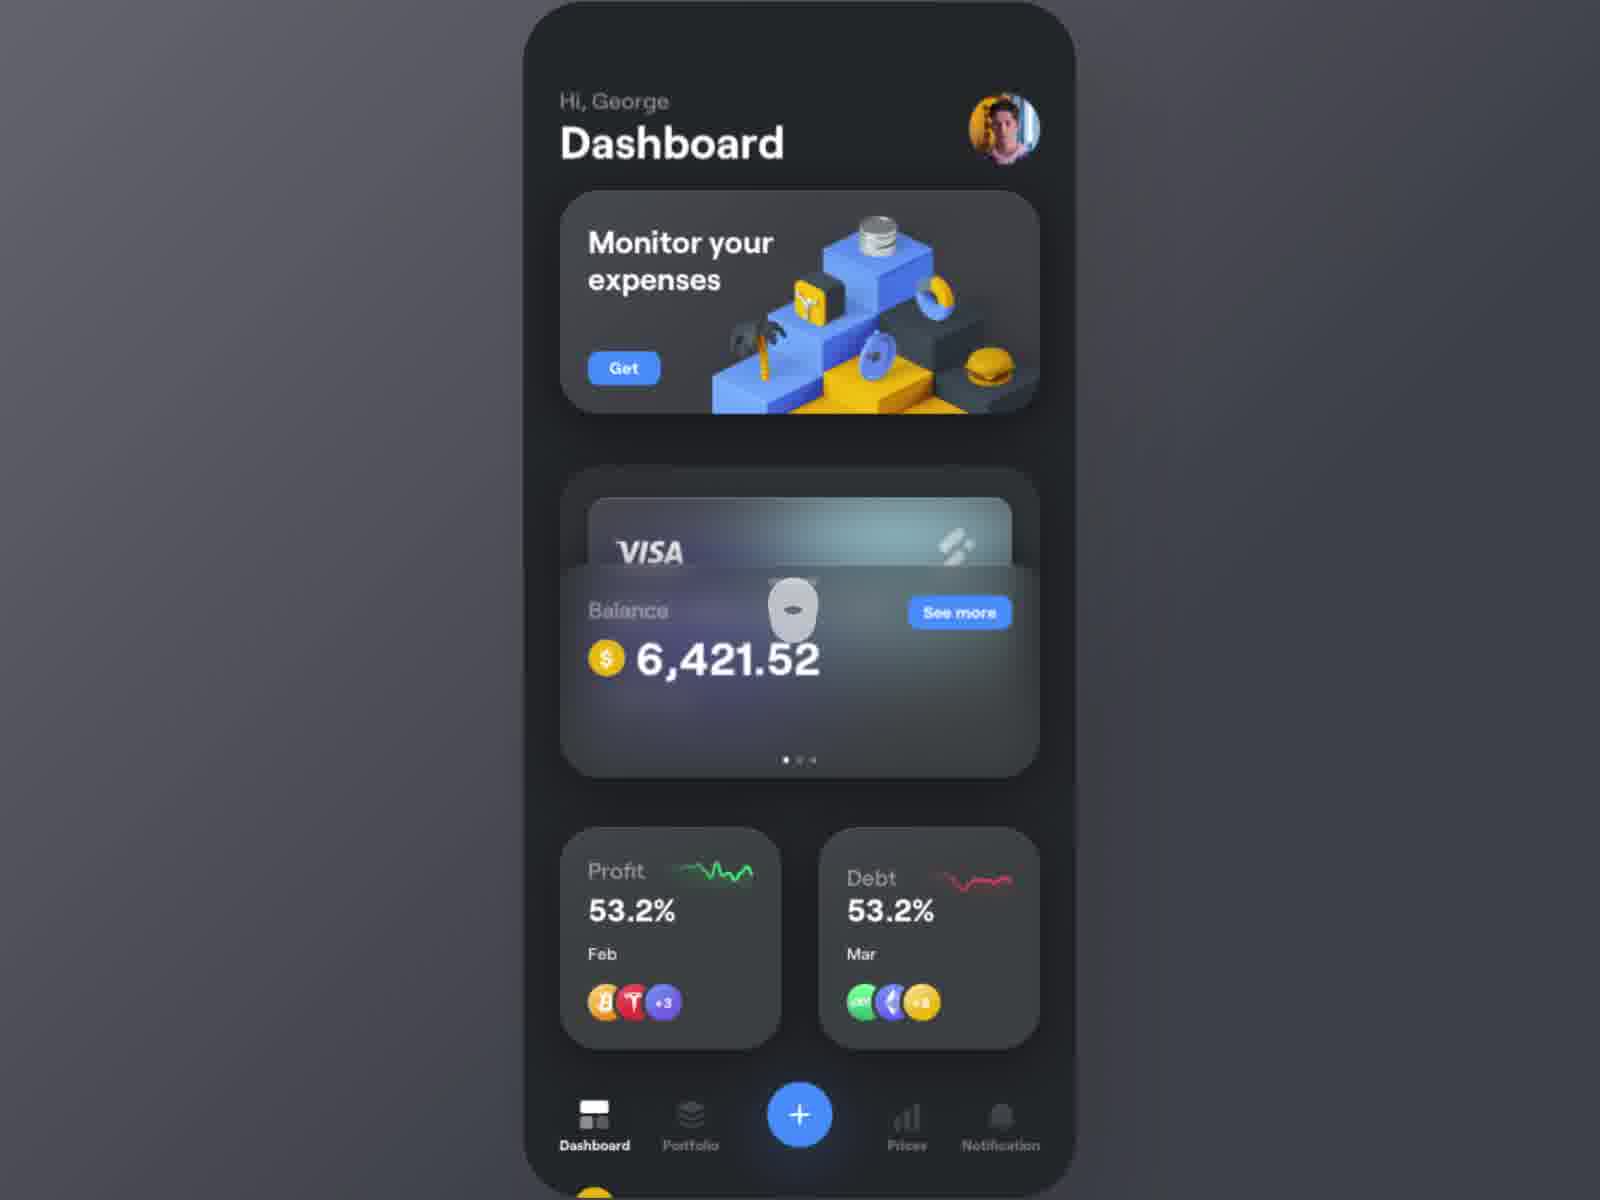 Hi, George
Dashboard
Monitor your
expenses
Get
VISA
Balance
See more
$ 6,421.52
Profit
53.2%
Feb
+3
Debt
53.2%
Mar
+8
+
Dashboard
Portfolio
Prices
Notification